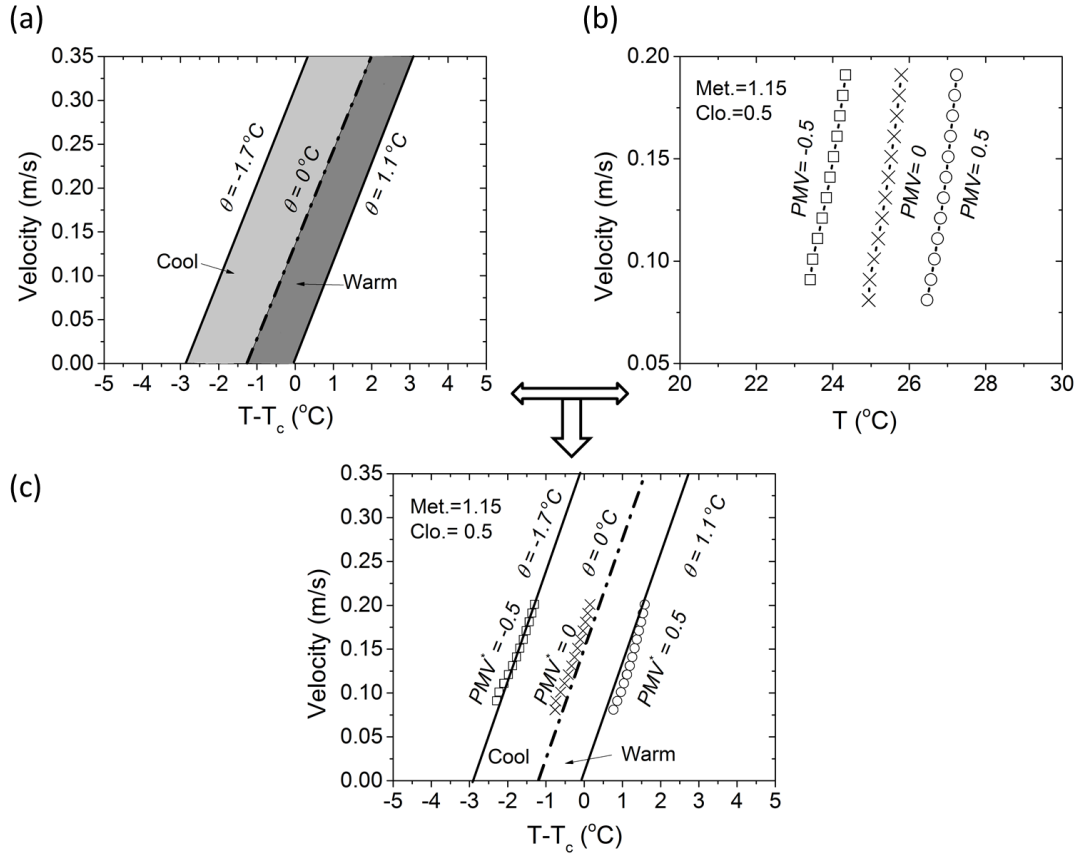 (a)
0.35
0.30
0.25
0.20
0.15
0.10
0.05
0.00
Velocity (m/s)
θ = -1.7°C
θ = 0°C
θ = 1.1°C
Cool
Warm
-5 -4 -3 -2 -1 0 1 2 3 4 5
T-Tc (°C)
(b)
0.20
0.15
0.10
0.05
Velocity (m/s)
Met.=1.15
Clo.=0.5
PMV= -0.5
PMV= 0
PMV= 0.5
20 22 24 26 28 30
T (°C)
(c)
0.35
0.30
0.25
0.20
0.15
0.10
0.05
0.00
Velocity (m/s)
Met.=1.15
Clo.= 0.5
θ = -1.7°C
θ = 0°C
θ = 1.1°C
PMV*= -0.5
PMV*= 0
PMV*= 0.5
Cool
Warm
-5 -4 -3 -2 -1 0 1 2 3 4 5
T-Tc (°C)